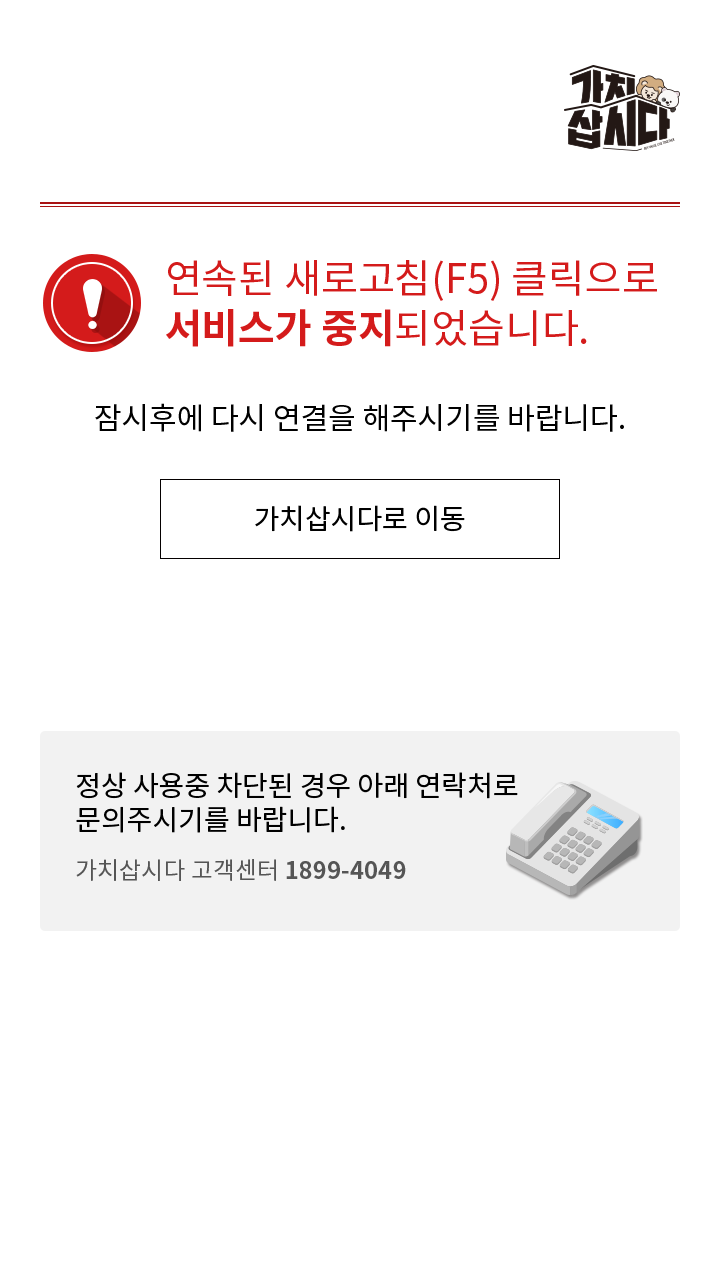 가치
삽시다
연속된 새로고침(F5) 클릭으로
서비스가 중지되었습니다.
잠시후에 다시 연결을 해주시기를 바랍니다.
가치삽시다로 이동
정상 사용중 차단된 경우 아래 연락처로
문의주시기를 바랍니다.
가치삽시다 고객센터 1899-4049